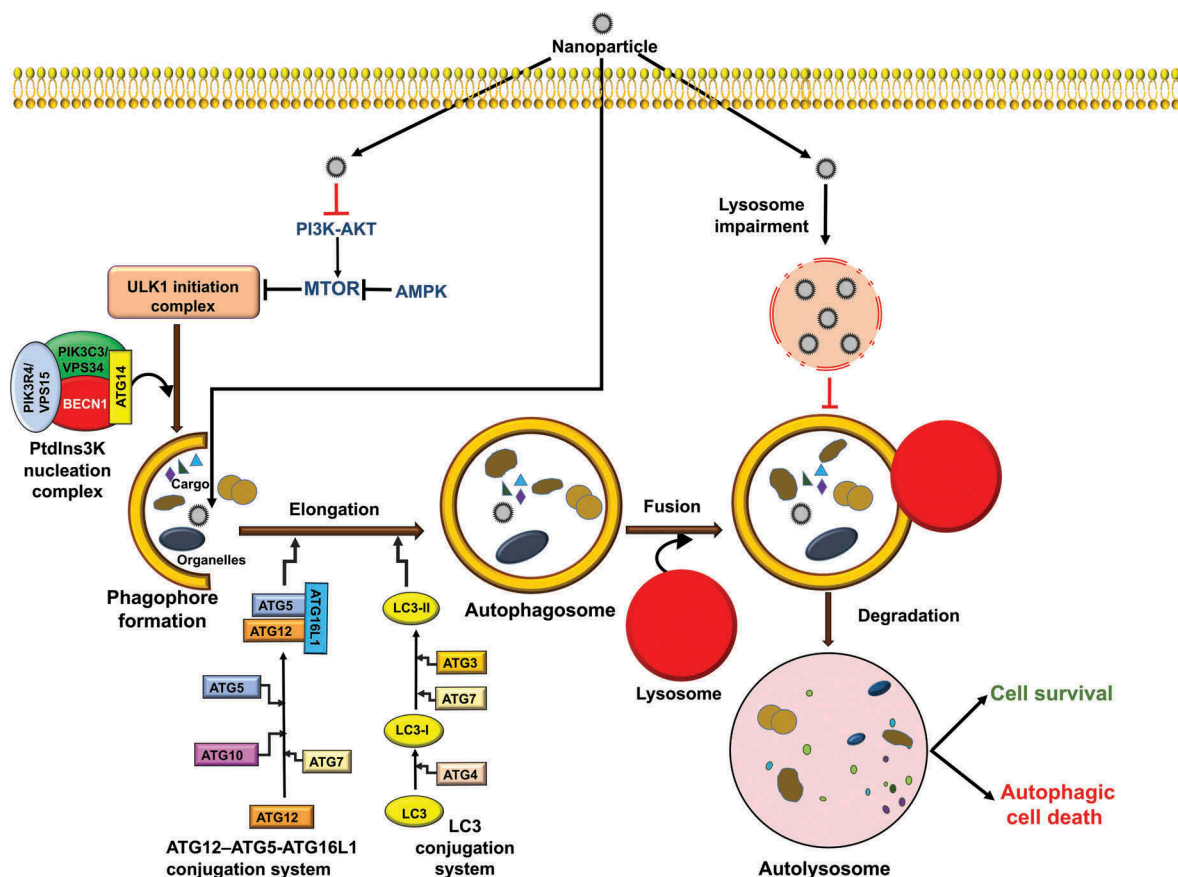 Nanoparticle
Lysosome
impairment
PI3K-AKT
MTOR
AMPK
ULK1 initiation
complex
PIK3R4/
VPS15
PIK3C3/
VPS34
BECN1
ATG14
PtdIns3K
nucleation
complex
Cargo
Organelles
Phagophore
formation
Elongation
Autophagosome
Fusion
Lysosome
Degradation
ATG5
ATG12
ATG16L1
ATG5
ATG10
ATG7
ATG12
ATG12–ATG5-ATG16L1
conjugation system
LC3-II
ATG3
ATG7
LC3-I
ATG4
LC3
LC3
conjugation
system
Cell survival
Autophagic
cell death
Autolysosome